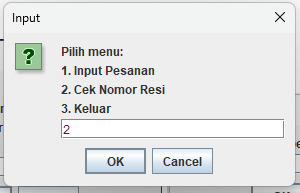 Input
Pilih menu:
1. Input Pesanan
2. Cek Nomor Resi
3. Keluar
2
OK
Cancel